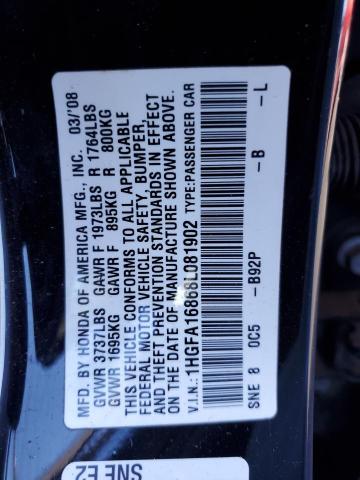 MFD. BY HONDA OF AMERICA MFG., INC. 03/'08
GVWR 3737LBS GAWR F 1973LBS R 1764LBS
GVWR 1695KG GAWR F 895KG R 800KG
THIS VEHICLE CONFORMS TO ALL APPLICABLE
FEDERAL MOTOR VEHICLE SAFETY, BUMPER,
AND THEFT PREVENTION STANDARDS IN EFFECT
ON THE DATE OF MANUFACTURE SHOWN ABOVE.
V.I.N.: 1HGFA16868L081902 TYPE:PASSENGER CAR
SNE 8 0C5 -B92P -B -L
SNE E2